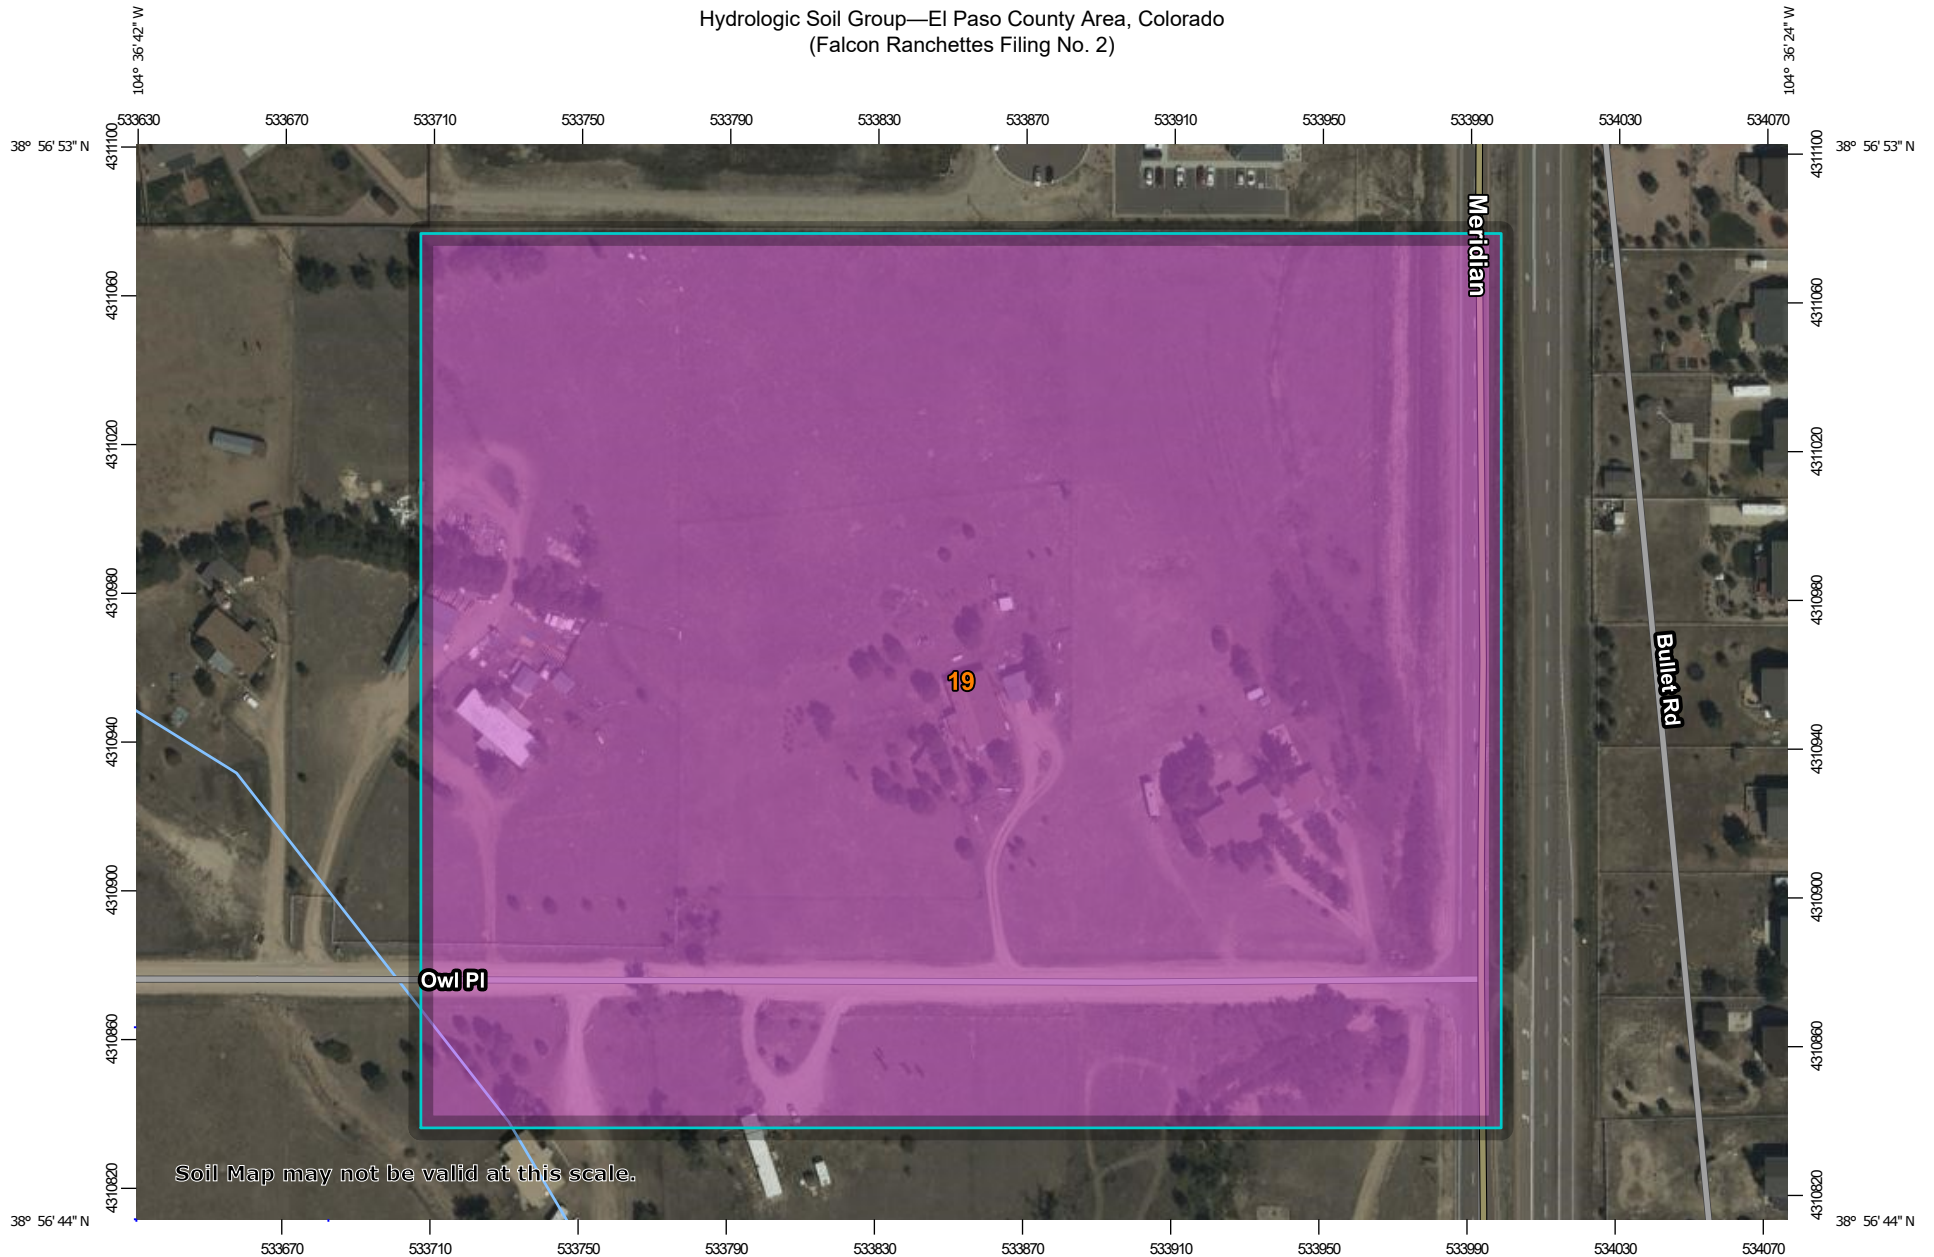 Hydrologic Soil Group—El Paso County Area, Colorado
(Falcon Ranchettes Filing No. 2)
104° 36' 42" W
104° 36' 24" W
533630 533670 533710 533750 533790 533830 533870 533910 533950 533990 534030 534070
38° 56' 53" N
38° 56' 53" N
4311100
4311100
Meridian
4311060
4311060
4311020
4311020
4310980
4310980
Bullet Rd
19
4310940
4310940
4310900
4310900
Owl Pl
4310860
4310860
Soil Map may not be valid at this scale.
4310820
4310820
38° 56' 44" N
38° 56' 44" N
533670 533710 533750 533790 533830 533870 533910 533950 533990 534030 534070